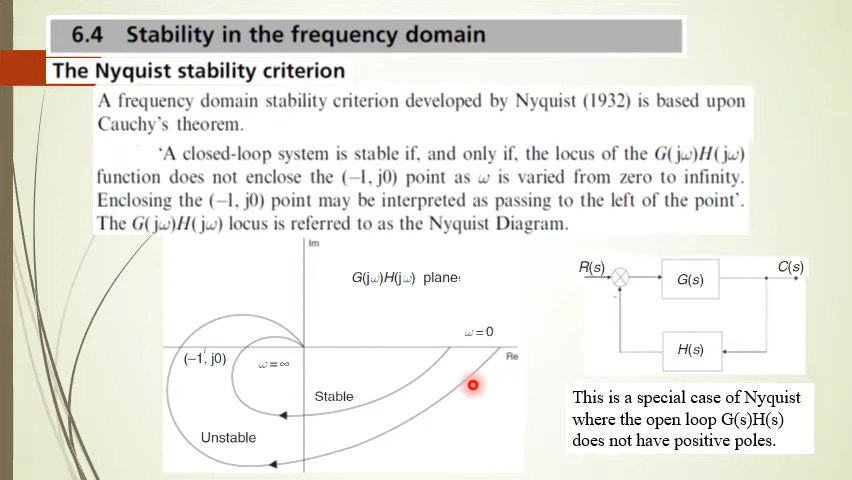 6.4 Stability in the frequency domain
The Nyquist stability criterion
A frequency domain stability criterion developed by Nyquist (1932) is based upon
Cauchy's theorem.
'A closed-loop system is stable if, and only if, the locus of the G(jω)H(jω)
function does not enclose the (−1, j0) point as ω is varied from zero to infinity.
Enclosing the (−1, j0) point may be interpreted as passing to the left of the point'.
The G(jω)H(jω) locus is referred to as the Nyquist Diagram.
Im
G(jω)H(jω) plane
ω=0
Re
(−1, j0)
ω=∞
Stable
Unstable
R(s)
G(s)
C(s)
-
H(s)
This is a special case of Nyquist
where the open loop G(s)H(s)
does not have positive poles.